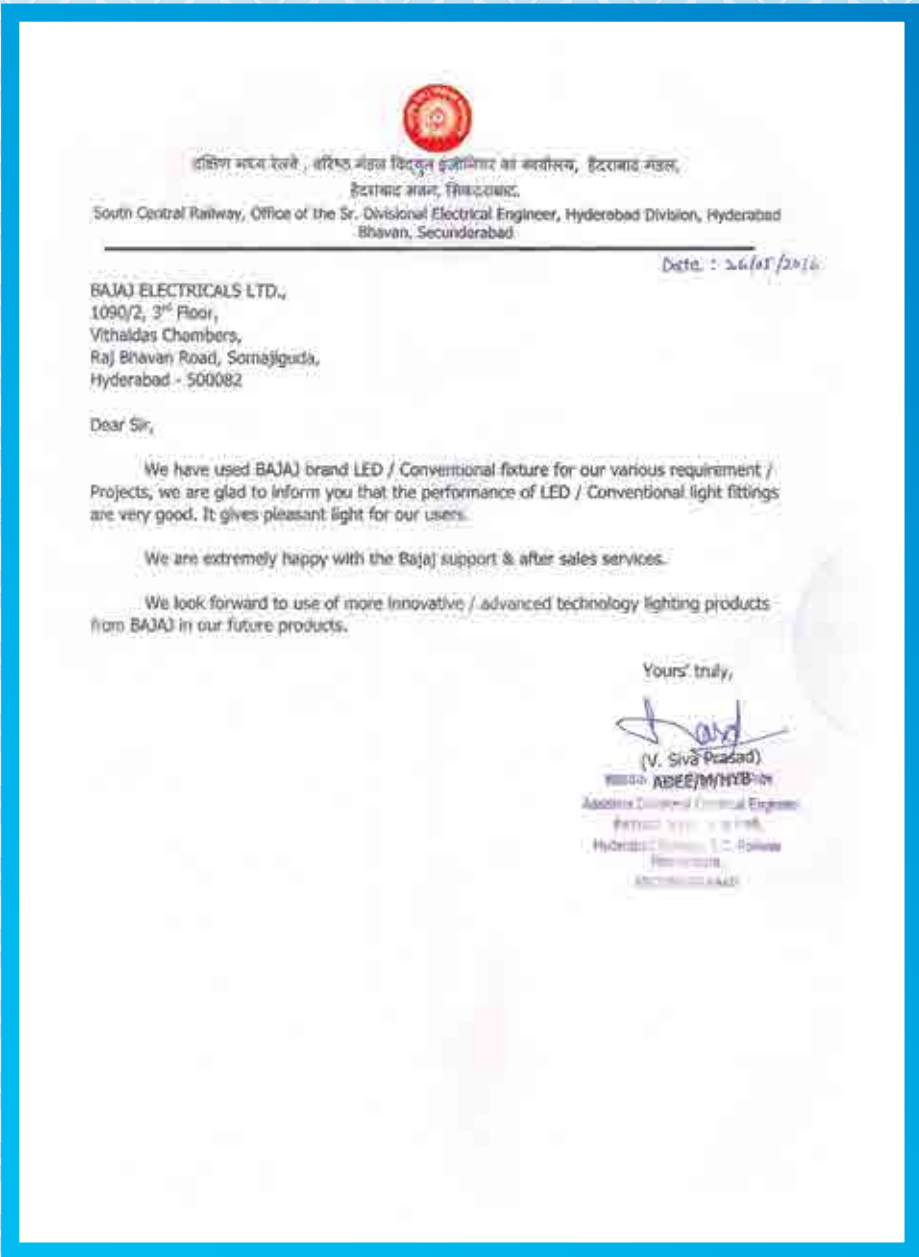 दक्षिण मध्य रेलवे , वरिष्ठ मंडल विद्युत इंजीनियर का कार्यालय, हैदराबाद मंडल,
हैदराबाद भवन, सिकंदराबाद.
South Central Railway, Office of the Sr. Divisional Electrical Engineer, Hyderabad Division, Hyderabad
Bhavan, Secunderabad
Date : 26/05/2016
BAJAJ ELECTRICALS LTD.,
1090/2, 3rd Floor,
Vithaldas Chambers,
Raj Bhavan Road, Somajiguda,
Hyderabad - 500082
Dear Sir,
We have used BAJAJ brand LED / Conventional fixture for our various requirement /
Projects, we are glad to inform you that the performance of LED / Conventional light fittings
are very good. It gives pleasant light for our users.
We are extremely happy with the Bajaj support & after sales services.
We look forward to use of more innovative / advanced technology lighting products
from BAJAJ in our future products.
Yours' truly,
(V. Siva Prasad)
ADEE/M/HYB
Electrical Engineer
Railway